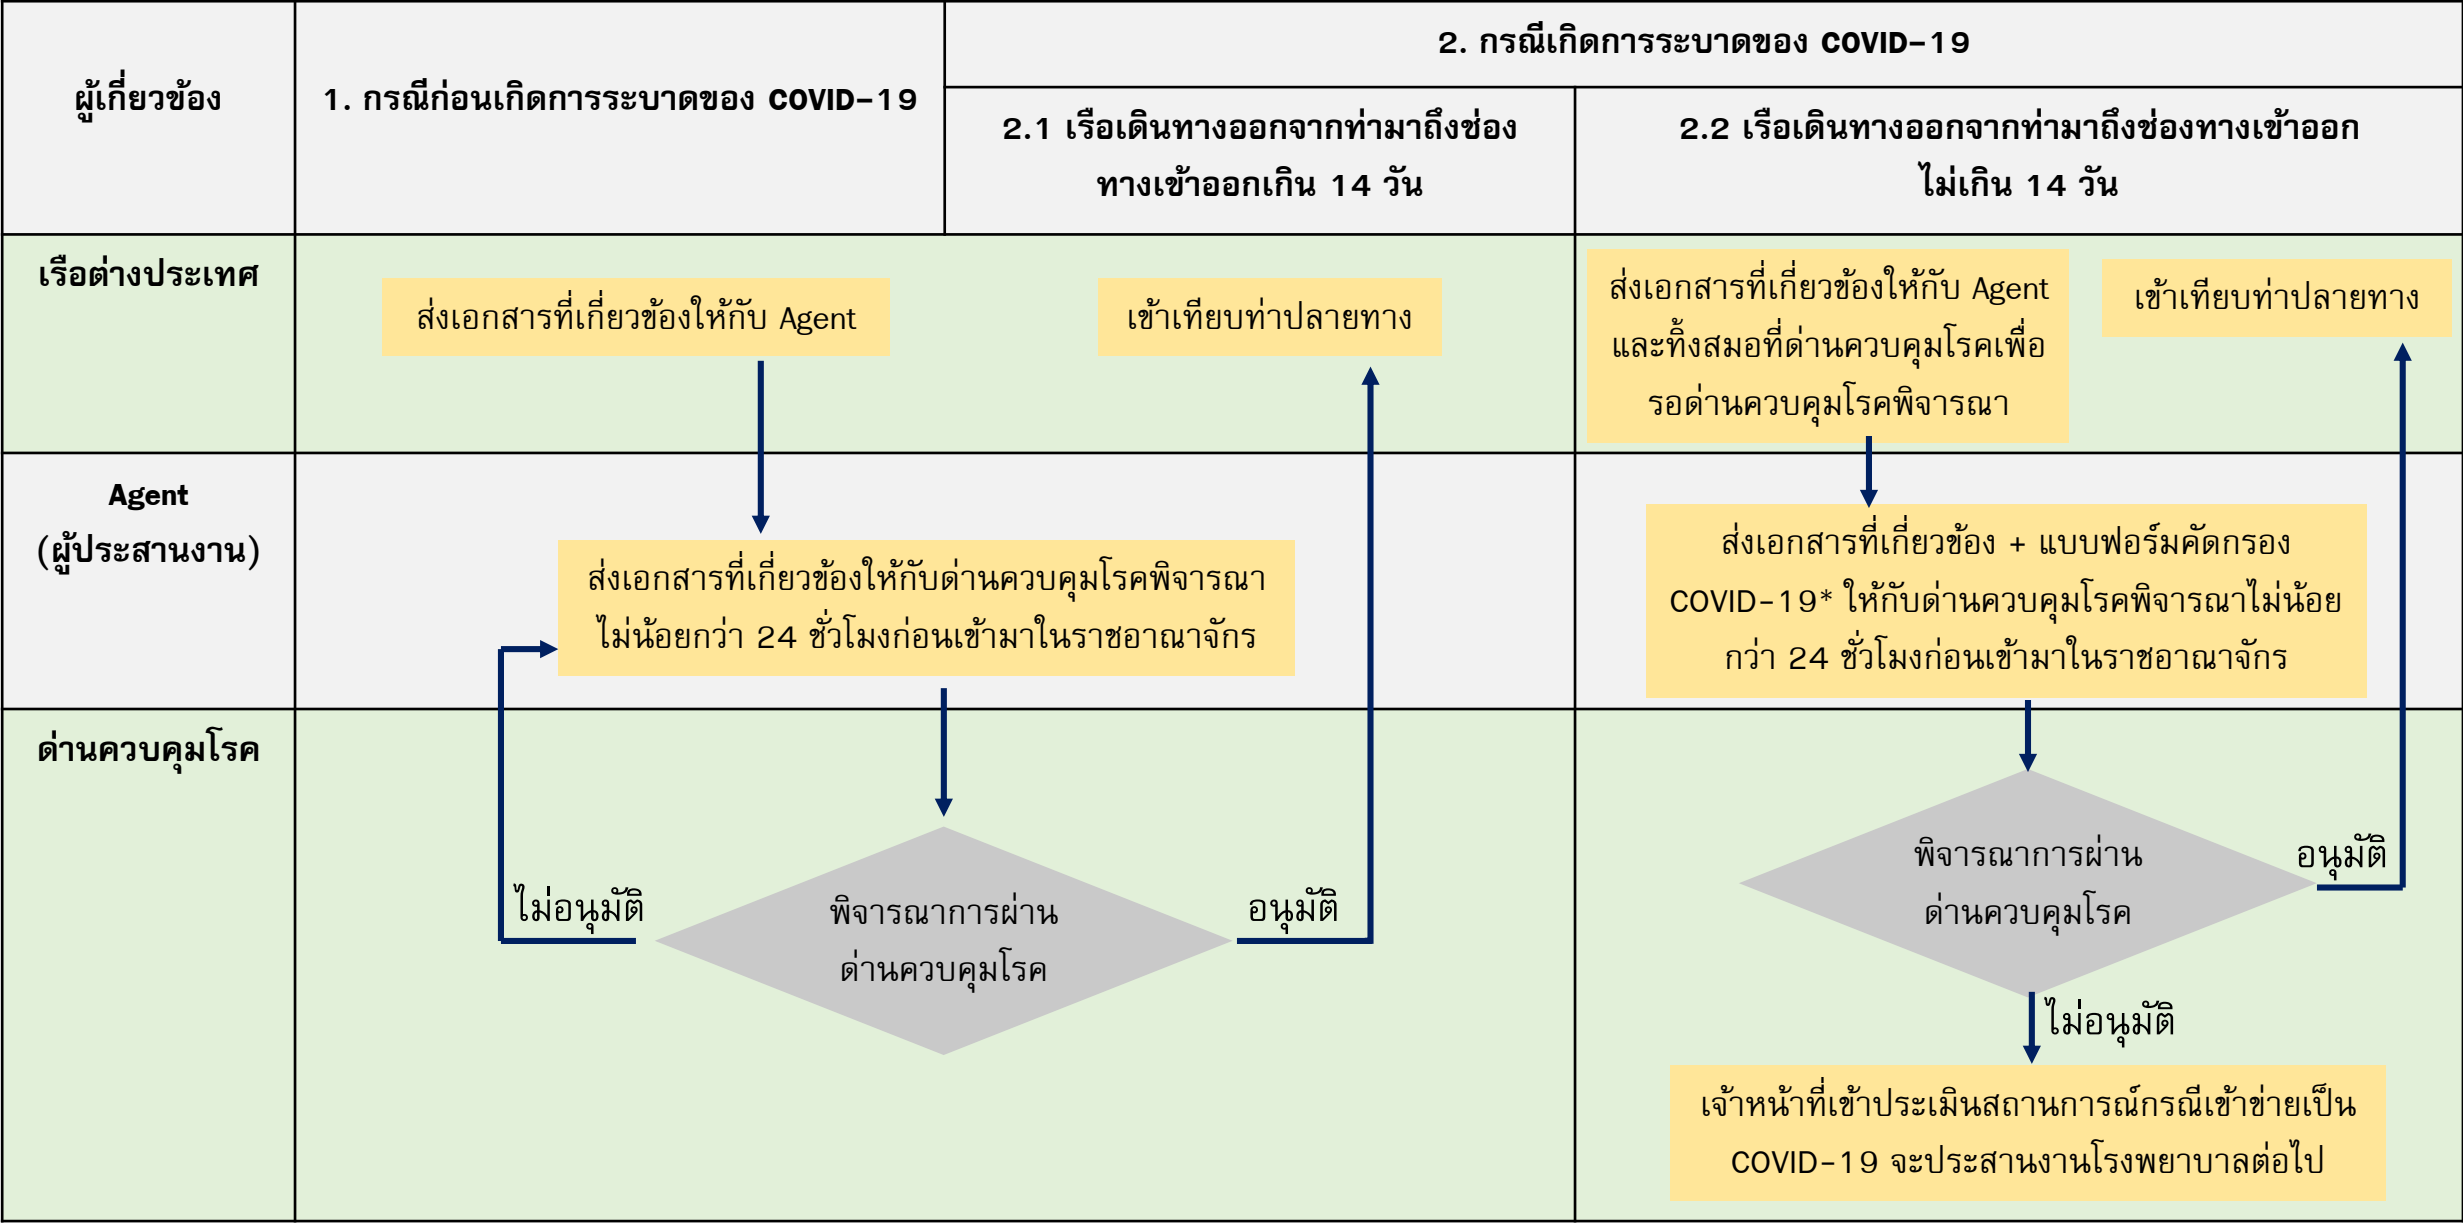 ผู้เกี่ยวข้อง
1. กรณีก่อนเกิดการระบาดของ COVID-19
2. กรณีเกิดการระบาดของ COVID-19
2.1 เรือเดินทางออกจากท่ามาถึงช่อง
ทางเข้าออกเกิน 14 วัน
2.2 เรือเดินทางออกจากท่ามาถึงช่องทางเข้าออก
ไม่เกิน 14 วัน
เรือต่างประเทศ
ส่งเอกสารที่เกี่ยวข้องให้กับ Agent
เข้าเทียบท่าปลายทาง
ส่งเอกสารที่เกี่ยวข้องให้กับ Agent
และทิ้งสมอที่ด่านควบคุมโรคเพื่อ
รอด่านควบคุมโรคพิจารณา
เข้าเทียบท่าปลายทาง
Agent
(ผู้ประสานงาน)
ส่งเอกสารที่เกี่ยวข้องให้กับด่านควบคุมโรคพิจารณา
ไม่น้อยกว่า 24 ชั่วโมงก่อนเข้ามาในราชอาณาจักร
ส่งเอกสารที่เกี่ยวข้อง + แบบฟอร์มคัดกรอง
COVID-19* ให้กับด่านควบคุมโรคพิจารณาไม่น้อย
กว่า 24 ชั่วโมงก่อนเข้ามาในราชอาณาจักร
ด่านควบคุมโรค
ไม่อนุมัติ
พิจารณาการผ่าน
ด่านควบคุมโรค
อนุมัติ
พิจารณาการผ่าน
ด่านควบคุมโรค
อนุมัติ
ไม่อนุมัติ
เจ้าหน้าที่เข้าประเมินสถานการณ์กรณีเข้าข่ายเป็น
COVID-19 จะประสานงานโรงพยาบาลต่อไป